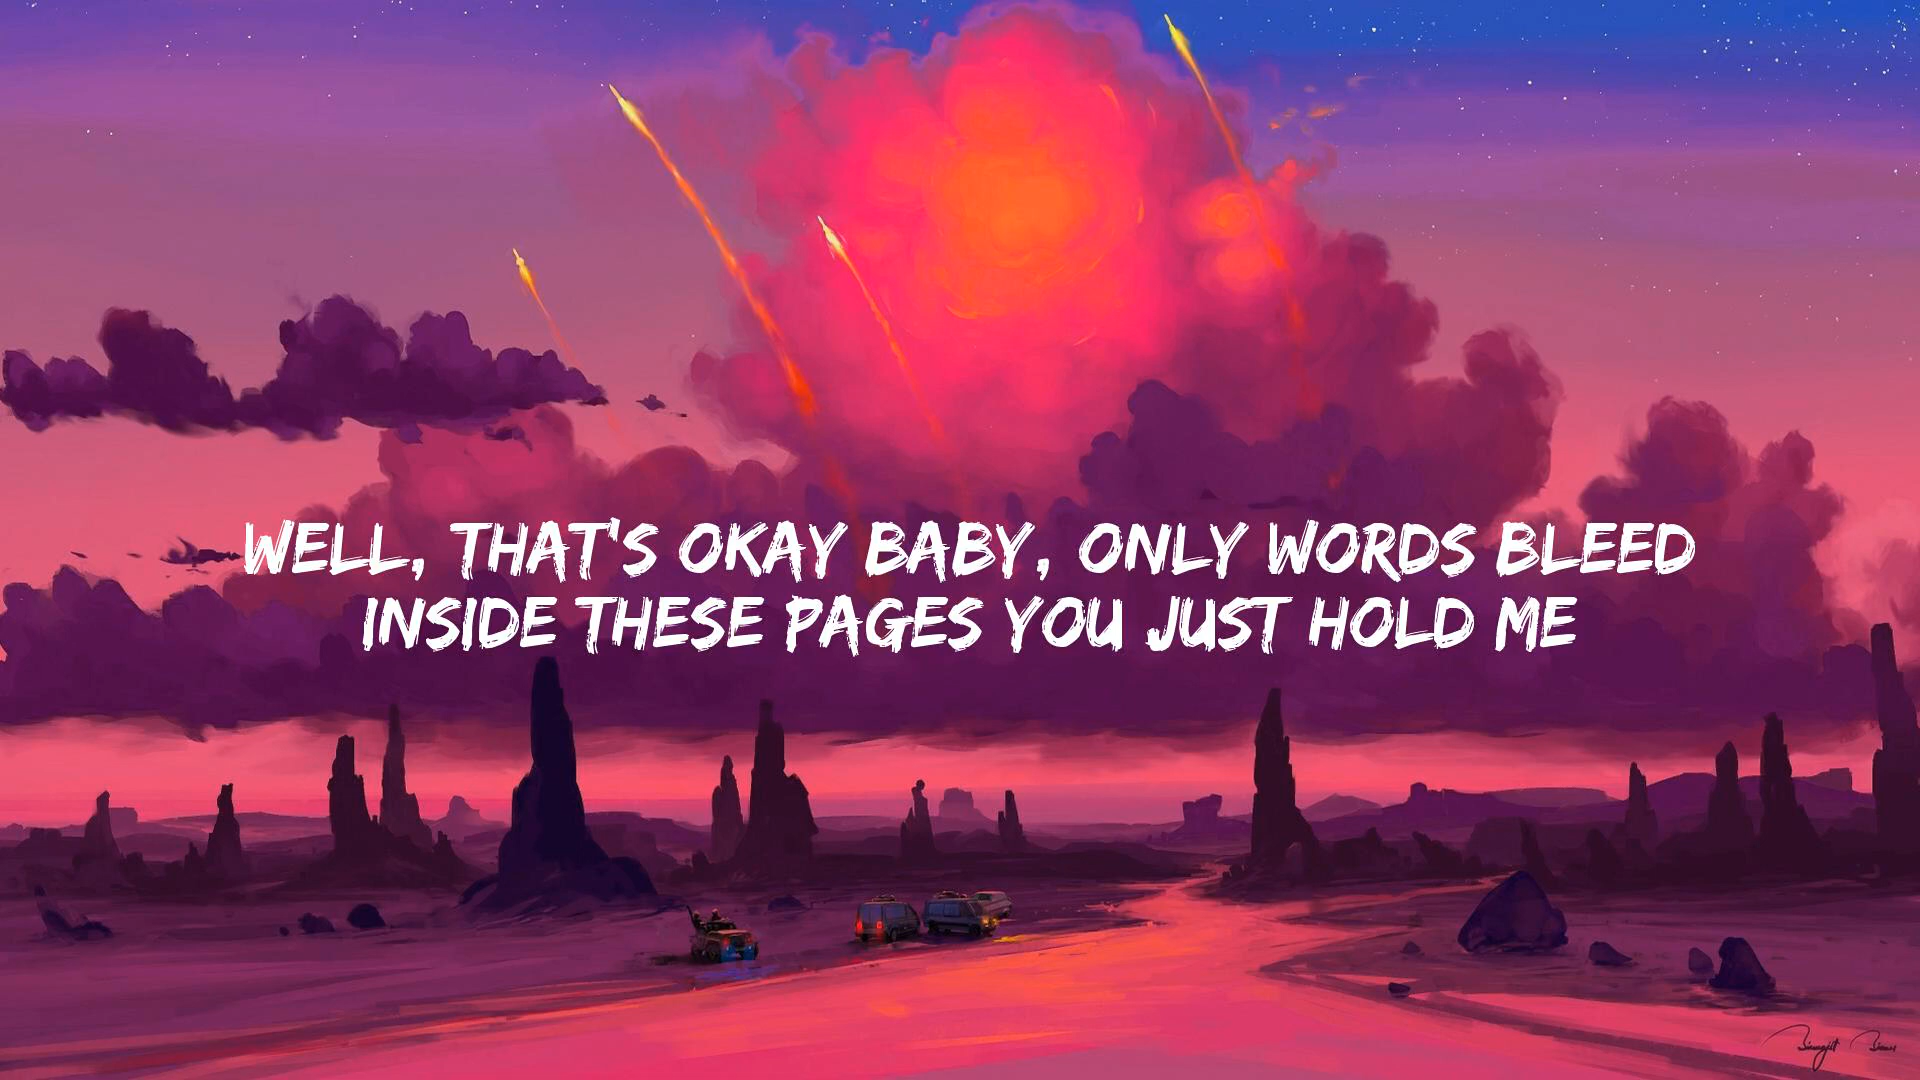 WELL, THAT'S OKAY BABY, ONLY WORDS BLEED
INSIDE THESE PAGES YOU JUST HOLD ME